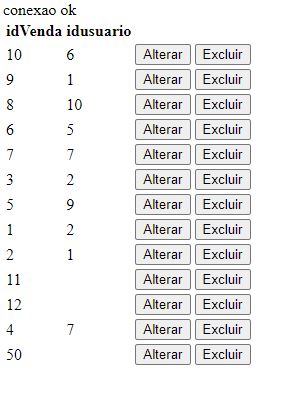 conexao ok
idVenda idusuario
10 6 Alterar Excluir
9 1 Alterar Excluir
8 10 Alterar Excluir
6 5 Alterar Excluir
7 7 Alterar Excluir
3 2 Alterar Excluir
5 9 Alterar Excluir
1 2 Alterar Excluir
2 1 Alterar Excluir
11 Alterar Excluir
12 Alterar Excluir
4 7 Alterar Excluir
50 Alterar Excluir